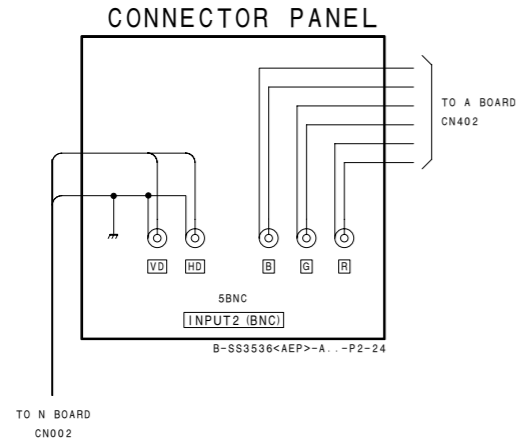 CONNECTOR PANEL
TO A BOARD
CN402
VD HD B G R
5BNC
INPUT2 (BNC)
B-SS3536<AEP>-A..-P2-24
TO N BOARD
CN002